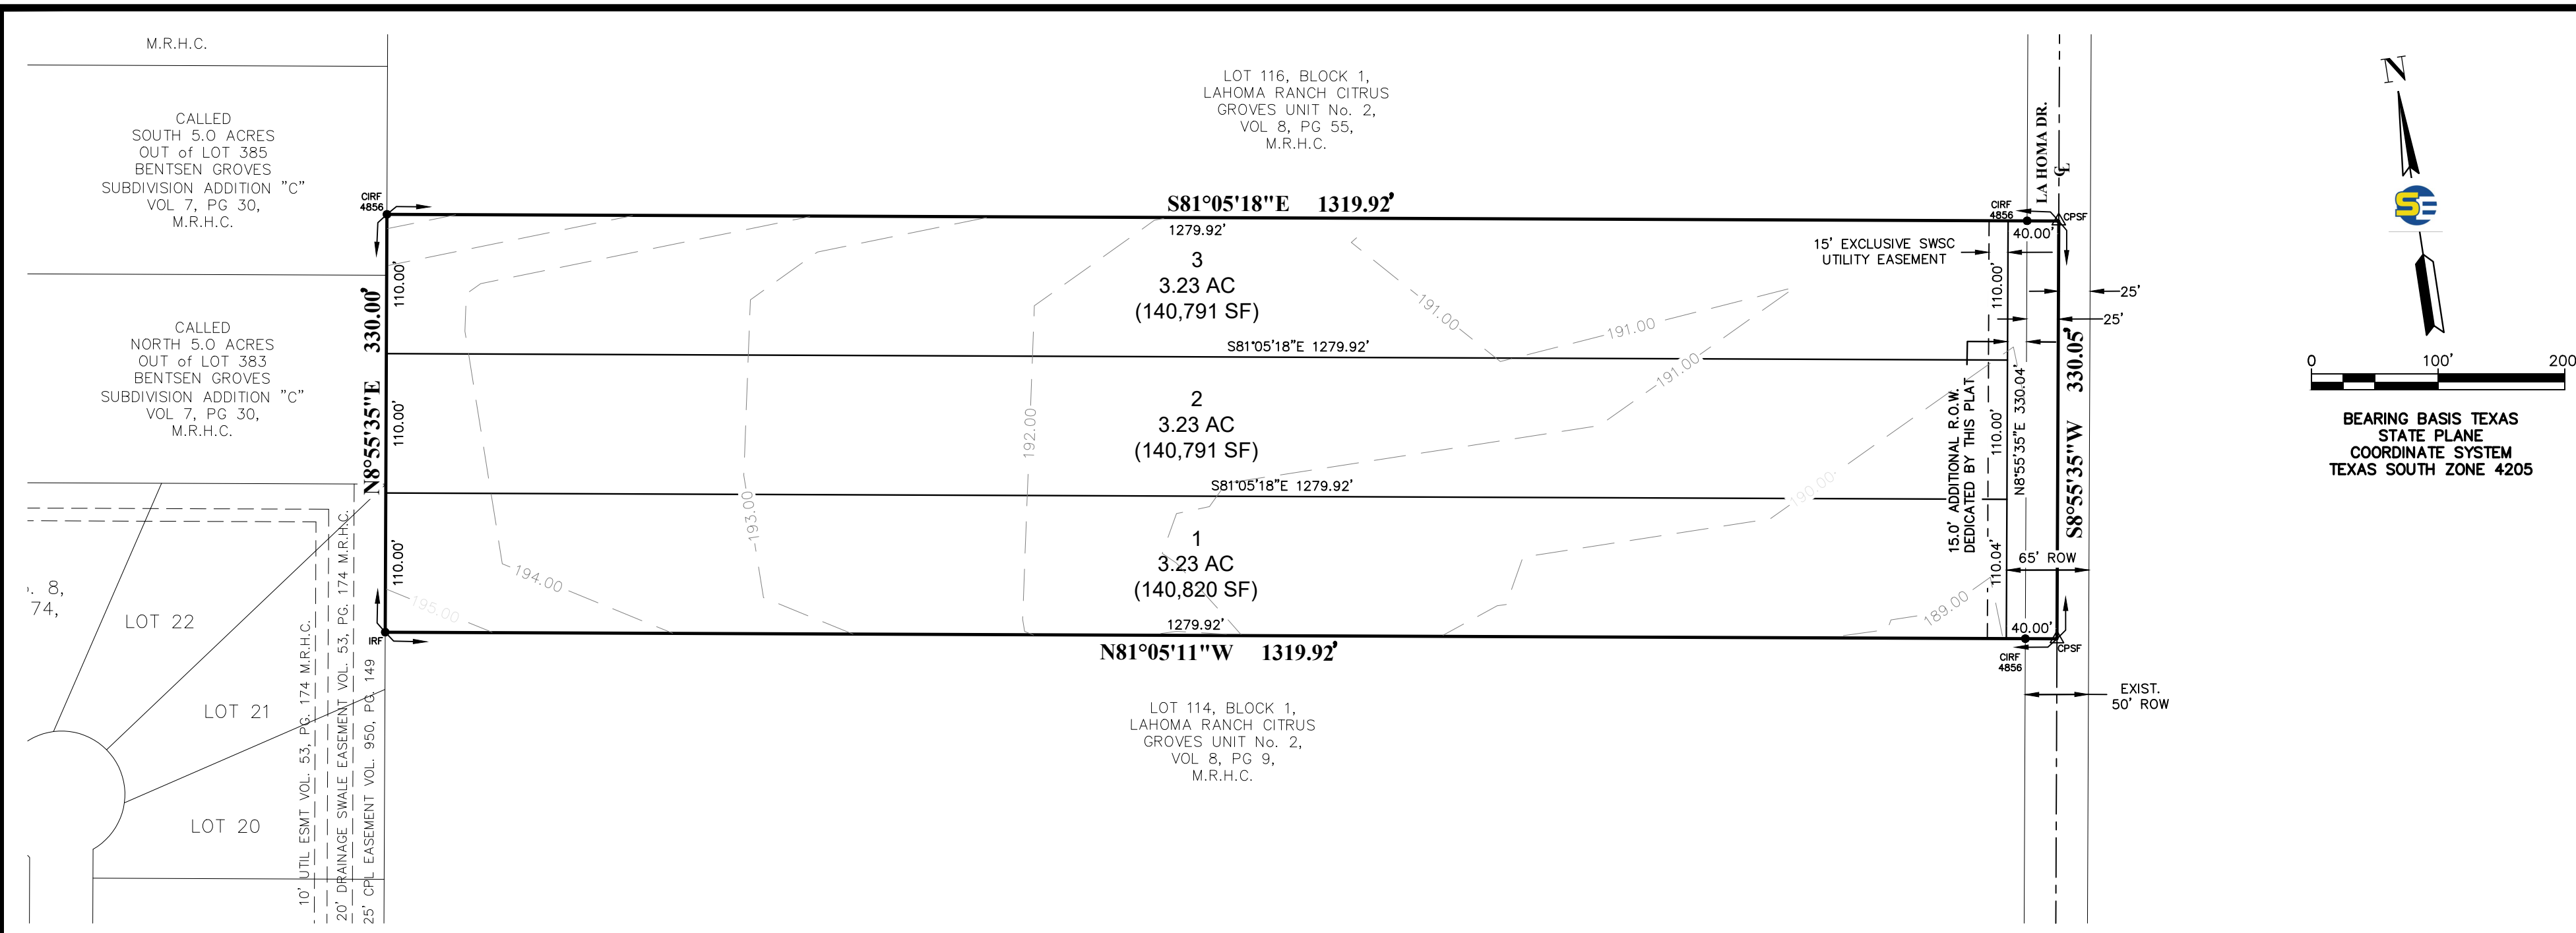 M.R.H.C.
CALLED
SOUTH 5.0 ACRES
OUT of LOT 385
BENTSEN GROVES
SUBDIVISION ADDITION "C"
VOL 7, PG 30,
M.R.H.C.
CALLED
NORTH 5.0 ACRES
OUT of LOT 383
BENTSEN GROVES
SUBDIVISION ADDITION "C"
VOL 7, PG 30,
M.R.H.C.
. 8,
74,
LOT 22
LOT 21
LOT 20
10' UTIL ESMT VOL. 53, PG. 174 M.R.H.C.
20' DRAINAGE SWALE EASEMENT VOL. 53, PG. 174 M.R.H.C.
25' CPL EASEMENT VOL. 950, PG. 149
LOT 116, BLOCK 1,
LAHOMA RANCH CITRUS
GROVES UNIT No. 2,
VOL 8, PG 55,
M.R.H.C.
CIRF
4856
S81°05'18"E 1319.92'
1279.92'
3
3.23 AC
(140,791 SF)
S81°05'18"E 1279.92'
2
3.23 AC
(140,791 SF)
S81°05'18"E 1279.92'
1
3.23 AC
(140,820 SF)
1279.92'
N81°05'11"W 1319.92'
N8°55'35"E 330.00'
110.00'
110.00'
110.00'
IRF
195.00
194.00
193.00
192.00
191.00
191.00
191.00
190.00
189.00
15' EXCLUSIVE SWSC
UTILITY EASEMENT
CIRF
4856
40.00'
CPSF
LA HOMA DR.
℄
110.00'
110.00'
110.04'
15.0' ADDITIONAL R.O.W.
DEDICATED BY THIS PLAT
N8°55'35"E 330.04'
S8°55'35"W 330.05'
25'
25'
65' ROW
40.00'
CIRF
4856
CPSF
EXIST.
50' ROW
LOT 114, BLOCK 1,
LAHOMA RANCH CITRUS
GROVES UNIT No. 2,
VOL 8, PG 9,
M.R.H.C.
N
SE
0 100' 200
BEARING BASIS TEXAS
STATE PLANE
COORDINATE SYSTEM
TEXAS SOUTH ZONE 4205